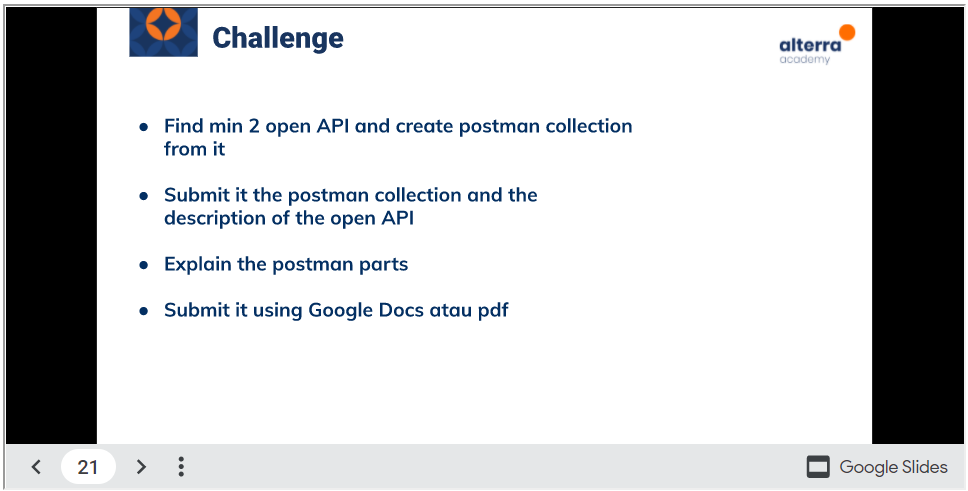 Challenge
alterra
academy
● Find min 2 open API and create postman collection
from it
● Submit it the postman collection and the
description of the open API
● Explain the postman parts
● Submit it using Google Docs atau pdf
21
Google Slides